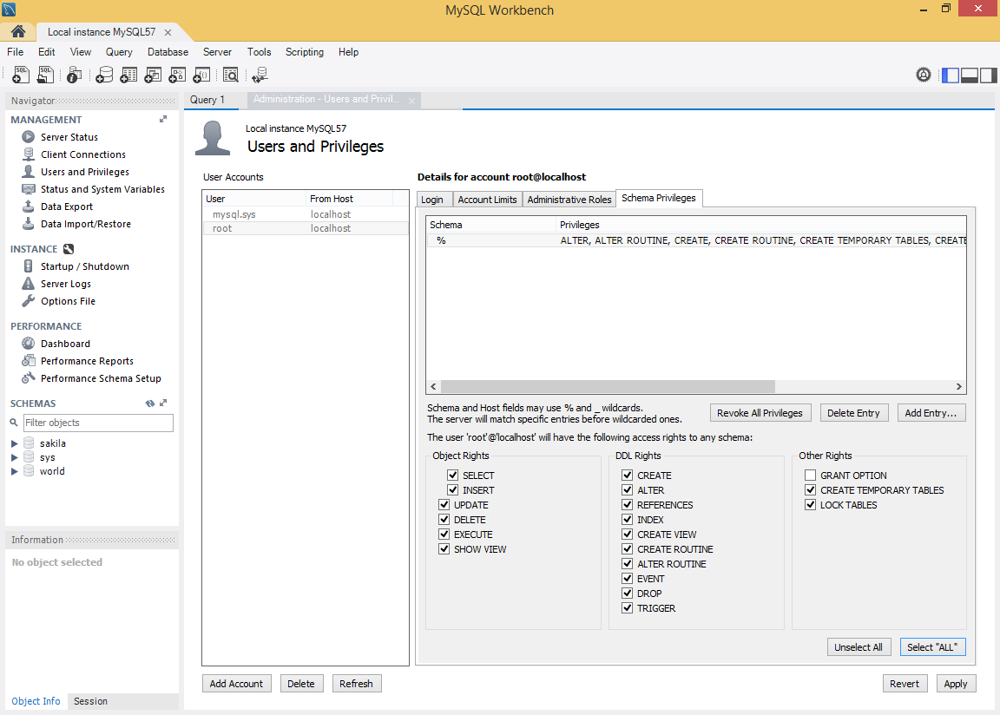 MySQL Workbench
Local instance MySQL57
File Edit View Query Database Server Tools Scripting Help
SQL SQL
Navigator
MANAGEMENT
Server Status
Client Connections
Users and Privileges
Status and System Variables
Data Export
Data Import/Restore
INSTANCE
Startup / Shutdown
Server Logs
Options File
PERFORMANCE
Dashboard
Performance Reports
Performance Schema Setup
SCHEMAS
Filter objects
sakila
sys
world
Information
No object selected
Object Info Session
Query 1 Administration - Users and Privil...
Local instance MySQL57
Users and Privileges
User Accounts
User From Host
mysql.sys localhost
root localhost
Add Account Delete Refresh
Details for account root@localhost
Login Account Limits Administrative Roles Schema Privileges
Schema Privileges
% ALTER, ALTER ROUTINE, CREATE, CREATE ROUTINE, CREATE TEMPORARY TABLES, CREATE
Schema and Host fields may use % and _ wildcards.
The server will match specific entries before wildcarded ones.
Revoke All Privileges Delete Entry Add Entry...
The user 'root'@'localhost' will have the following access rights to any schema:
Object Rights
SELECT
INSERT
UPDATE
DELETE
EXECUTE
SHOW VIEW
DDL Rights
CREATE
ALTER
REFERENCES
INDEX
CREATE VIEW
CREATE ROUTINE
ALTER ROUTINE
EVENT
DROP
TRIGGER
Other Rights
GRANT OPTION
CREATE TEMPORARY TABLES
LOCK TABLES
Unselect All Select "ALL"
Revert Apply